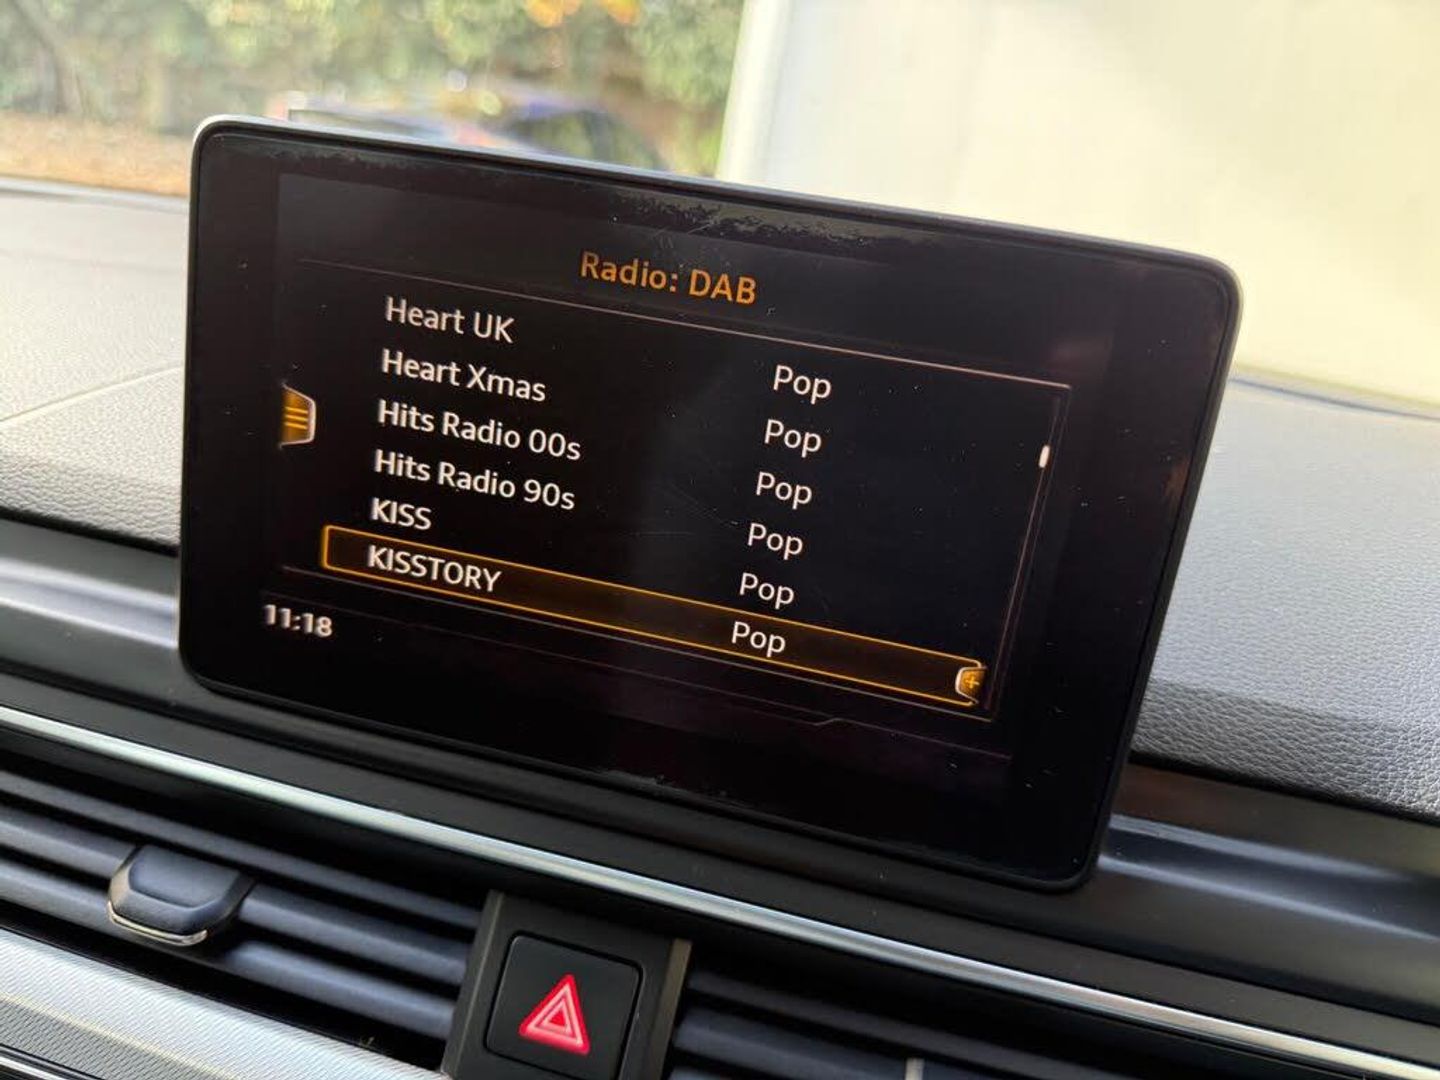 Radio: DAB
Heart UK Pop
Heart Xmas Pop
Hits Radio 00s Pop
Hits Radio 90s Pop
KISS Pop
KISSTORY Pop
11:18